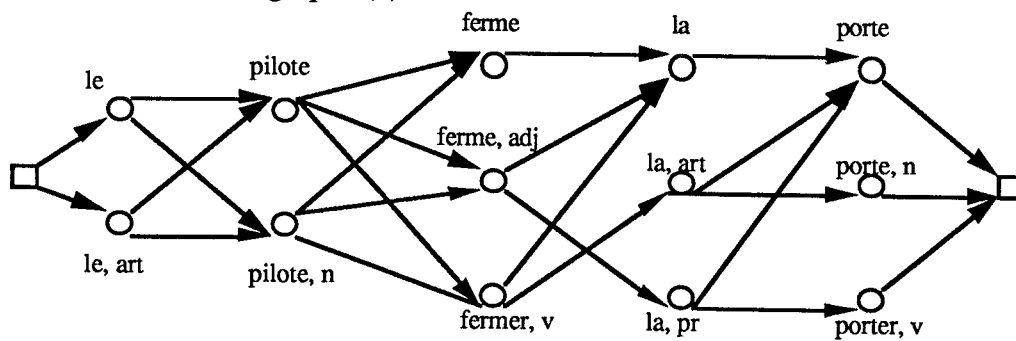 ferme
la
porte
le
pilote
ferme, adj
la, art
porte, n
le, art
pilote, n
fermer, v
la, pr
porter, v